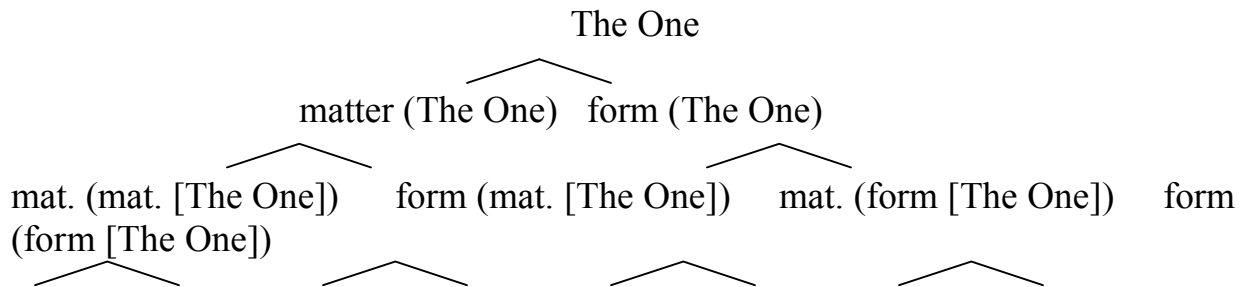 The One
matter (The One) form (The One)
mat. (mat. [The One]) form (mat. [The One]) mat. (form [The One]) form
(form [The One])